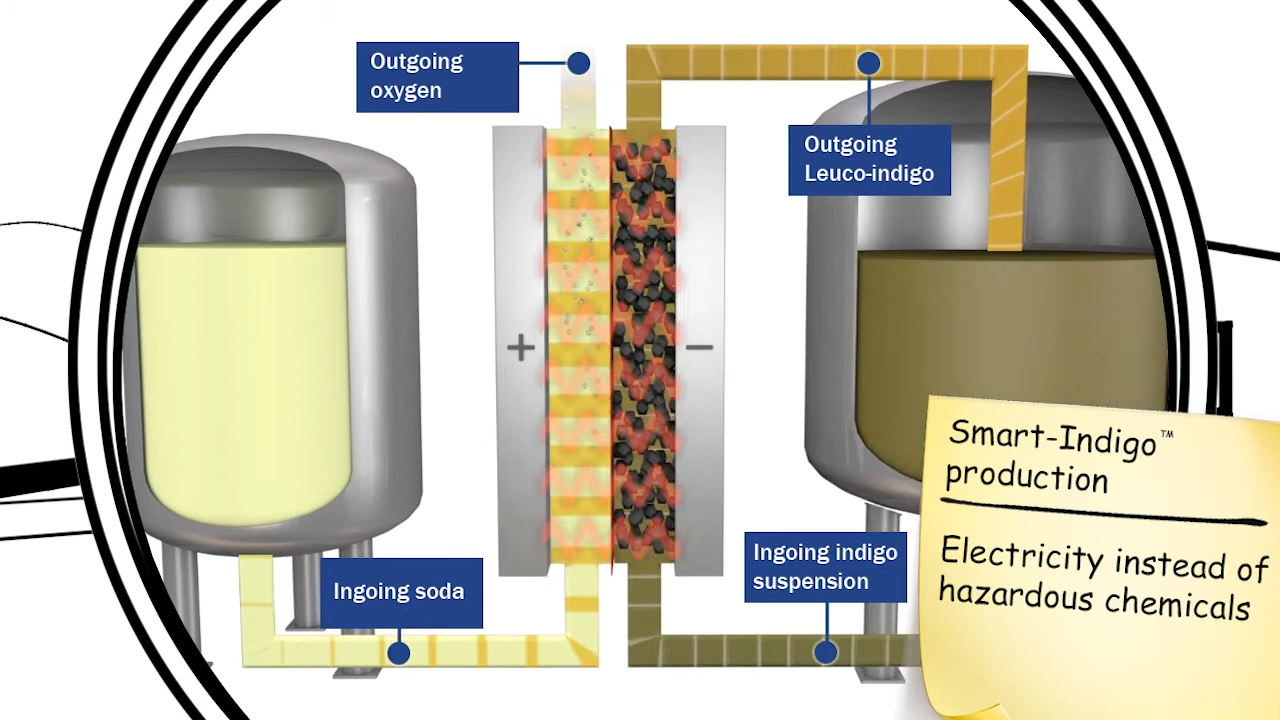 Outgoing
oxygen
Outgoing
Leuco-indigo
+
−
Smart-Indigo™
production
Electricity instead of
hazardous chemicals
Ingoing indigo
suspension
Ingoing soda